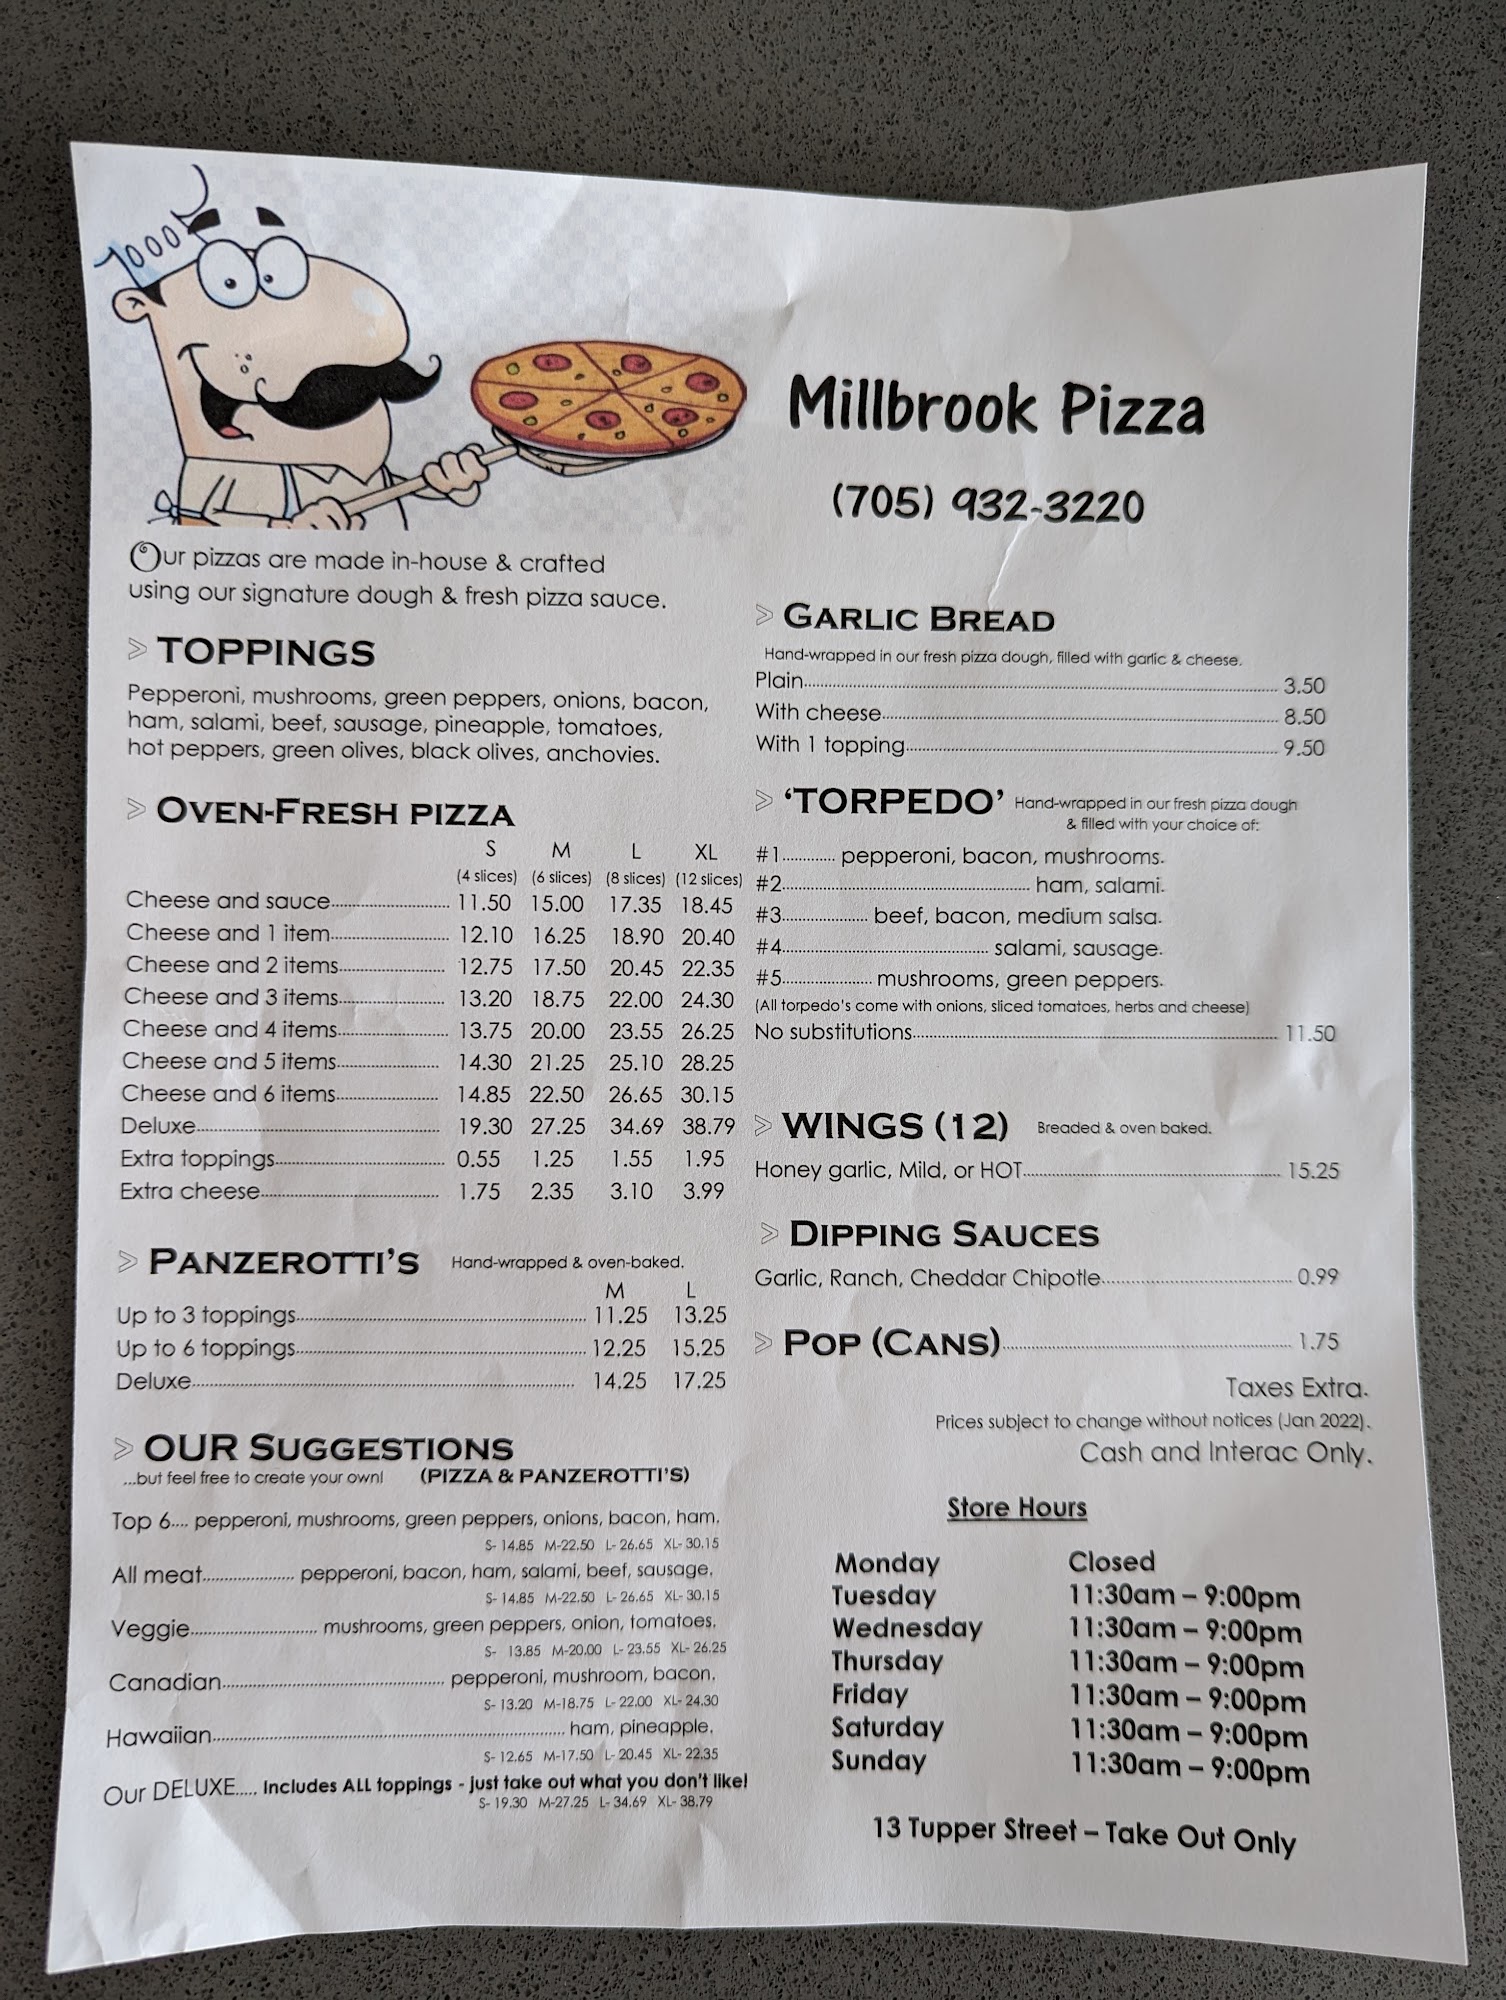 Millbrook Pizza
(705) 932-3220
Our pizzas are made in-house & crafted
using our signature dough & fresh pizza sauce.
TOPPINGS
Pepperoni, mushrooms, green peppers, onions, bacon,
ham, salami, beef, sausage, pineapple, tomatoes,
hot peppers, green olives, black olives, anchovies.
OVEN-FRESH PIZZA
S M L XL
(4 slices) (6 slices) (8 slices) (12 slices)
Cheese and sauce 11.50 15.00 17.35 18.45
Cheese and 1 item 12.10 16.25 18.90 20.40
Cheese and 2 items 12.75 17.50 20.45 22.35
Cheese and 3 items 13.20 18.75 22.00 24.30
Cheese and 4 items 13.75 20.00 23.55 26.25
Cheese and 5 items 14.30 21.25 25.10 28.25
Cheese and 6 items 14.85 22.50 26.65 30.15
Deluxe 19.30 27.25 34.69 38.79
Extra toppings 0.55 1.25 1.55 1.95
Extra cheese 1.75 2.35 3.10 3.99
PANZEROTTI'S Hand-wrapped & oven-baked.
M L
Up to 3 toppings 11.25 13.25
Up to 6 toppings 12.25 15.25
Deluxe 14.25 17.25
OUR SUGGESTIONS
...but feel free to create your own! (PIZZA & PANZEROTTI'S)
Top 6.... pepperoni, mushrooms, green peppers, onions, bacon, ham.
S- 14.85 M-22.50 L- 26.65 XL- 30.15
All meat pepperoni, bacon, ham, salami, beef, sausage.
S- 14.85 M-22.50 L- 26.65 XL- 30.15
Veggie mushrooms, green peppers, onion, tomatoes.
S- 13.85 M-20.00 L- 23.55 XL- 26.25
Canadian pepperoni, mushroom, bacon.
S- 13.20 M-18.75 L- 22.00 XL- 24.30
Hawaiian ham, pineapple.
S- 12.65 M-17.50 L- 20.45 XL- 22.35
Our DELUXE..... Includes ALL toppings - just take out what you don't like!
S- 19.30 M-27.25 L- 34.69 XL- 38.79
GARLIC BREAD
Hand-wrapped in our fresh pizza dough, filled with garlic & cheese.
Plain 3.50
With cheese 8.50
With 1 topping 9.50
'TORPEDO' Hand-wrapped in our fresh pizza dough
& filled with your choice of:
#1 pepperoni, bacon, mushrooms.
#2 ham, salami.
#3 beef, bacon, medium salsa.
#4 salami, sausage.
#5 mushrooms, green peppers.
(All torpedo's come with onions, sliced tomatoes, herbs and cheese)
No substitutions 11.50
WINGS (12) Breaded & oven baked.
Honey garlic, Mild, or HOT 15.25
DIPPING SAUCES
Garlic, Ranch, Cheddar Chipotle 0.99
POP (CANS) 1.75
Taxes Extra.
Prices subject to change without notices (Jan 2022).
Cash and Interac Only.
Store Hours
Monday Closed
Tuesday 11:30am – 9:00pm
Wednesday 11:30am – 9:00pm
Thursday 11:30am – 9:00pm
Friday 11:30am – 9:00pm
Saturday 11:30am – 9:00pm
Sunday 11:30am – 9:00pm
13 Tupper Street – Take Out Only